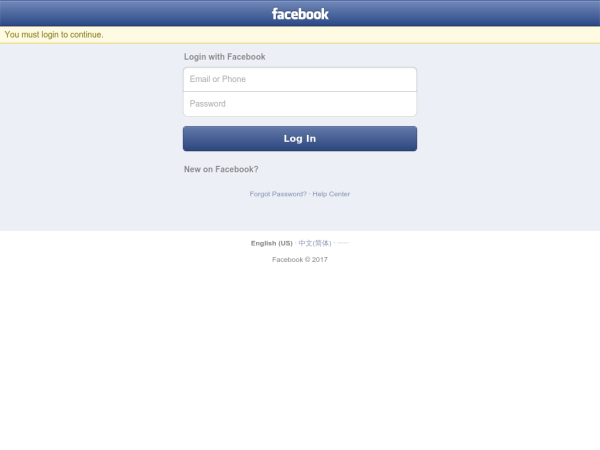 facebook
You must login to continue.
Login with Facebook
Email or Phone
Password
Log In
New on Facebook?
Forgot Password? · Help Center
English (US) · 中文(简体) · ·····
Facebook © 2017